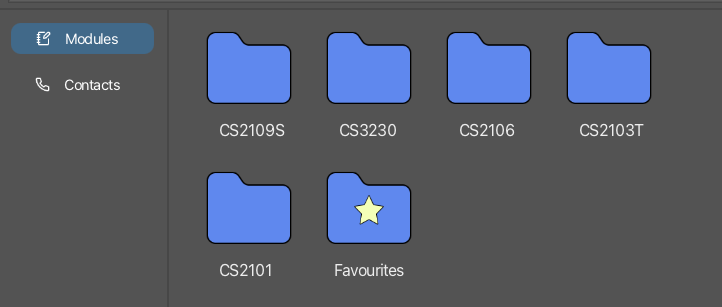 Modules
Contacts
CS2109S
CS3230
CS2106
CS2103T
CS2101
Favourites